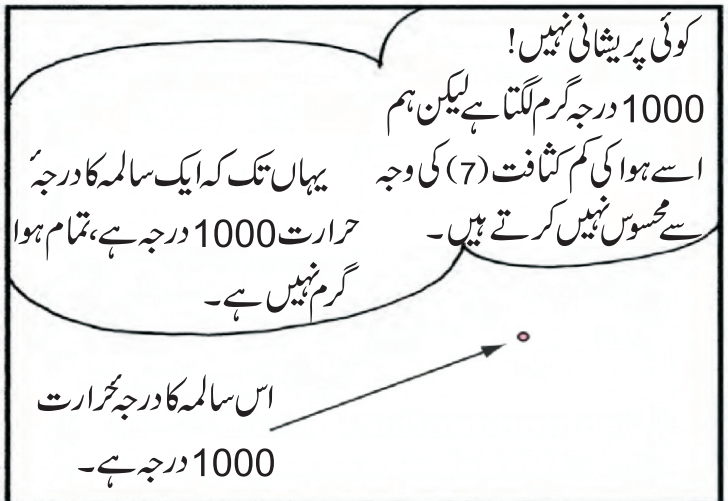 کوئی پریشانی نہیں!
1000 درجہ گرم لگتا ہے لیکن ہم
اسے ہوا کی کم کثافت (7) کی وجہ
سے محسوس نہیں کرتے ہیں۔
یہاں تک کہ ایک سالمہ کا درجۂ
حرارت 1000 درجہ ہے، تمام ہوا
گرم نہیں ہے۔
اس سالمہ کا درجۂ حرارت
1000 درجہ ہے۔